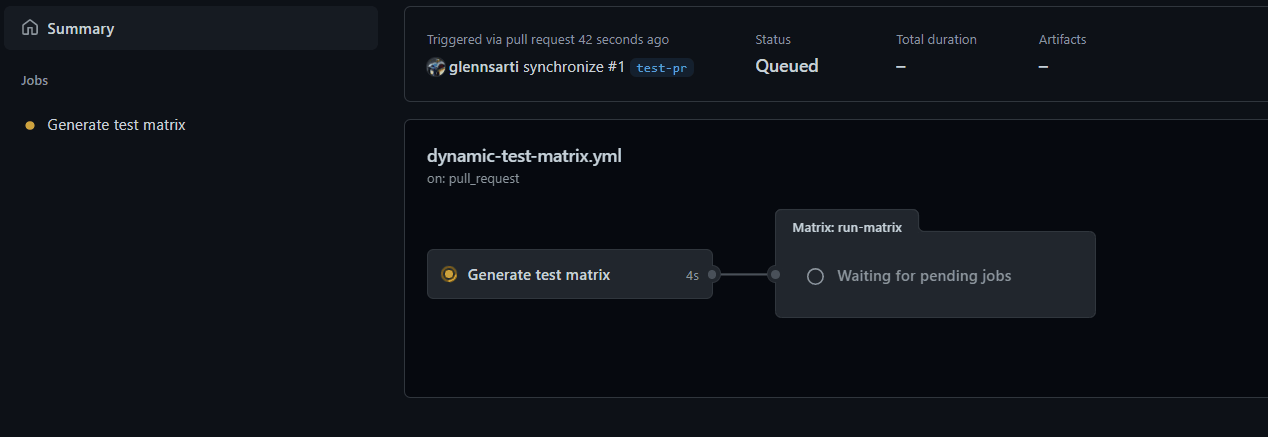 Summary
Jobs
Generate test matrix
Triggered via pull request 42 seconds ago
glennsarti synchronize #1 test-pr
Status
Queued
Total duration
–
Artifacts
–
dynamic-test-matrix.yml
on: pull_request
Generate test matrix 4s
Matrix: run-matrix
Waiting for pending jobs